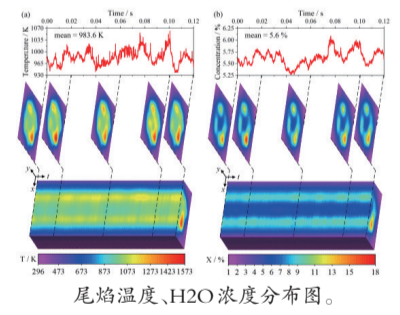 (a) Time / s
0.00 0.02 0.04 0.06 0.08 0.10 0.12
Temperature / K
1070
1035
1000
965
930
mean = 983.6 K
y
t
x
T / K
296 473 673 873 1073 1273 1423 1573
(b) Time / s
0.00 0.02 0.04 0.06 0.08 0.10 0.12
Concentration / %
6.25
6.00
5.75
5.50
5.25
mean = 5.6 %
y
t
x
X / %
1 2 3 4 5 6 7 8 9 11 13 15 18
尾焰温度、H2O浓度分布图。